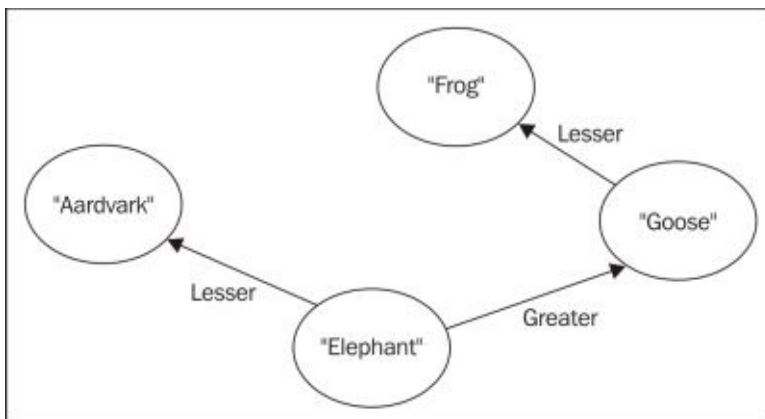 "Frog"
Lesser
"Aardvark"
"Goose"
Lesser
Greater
"Elephant"